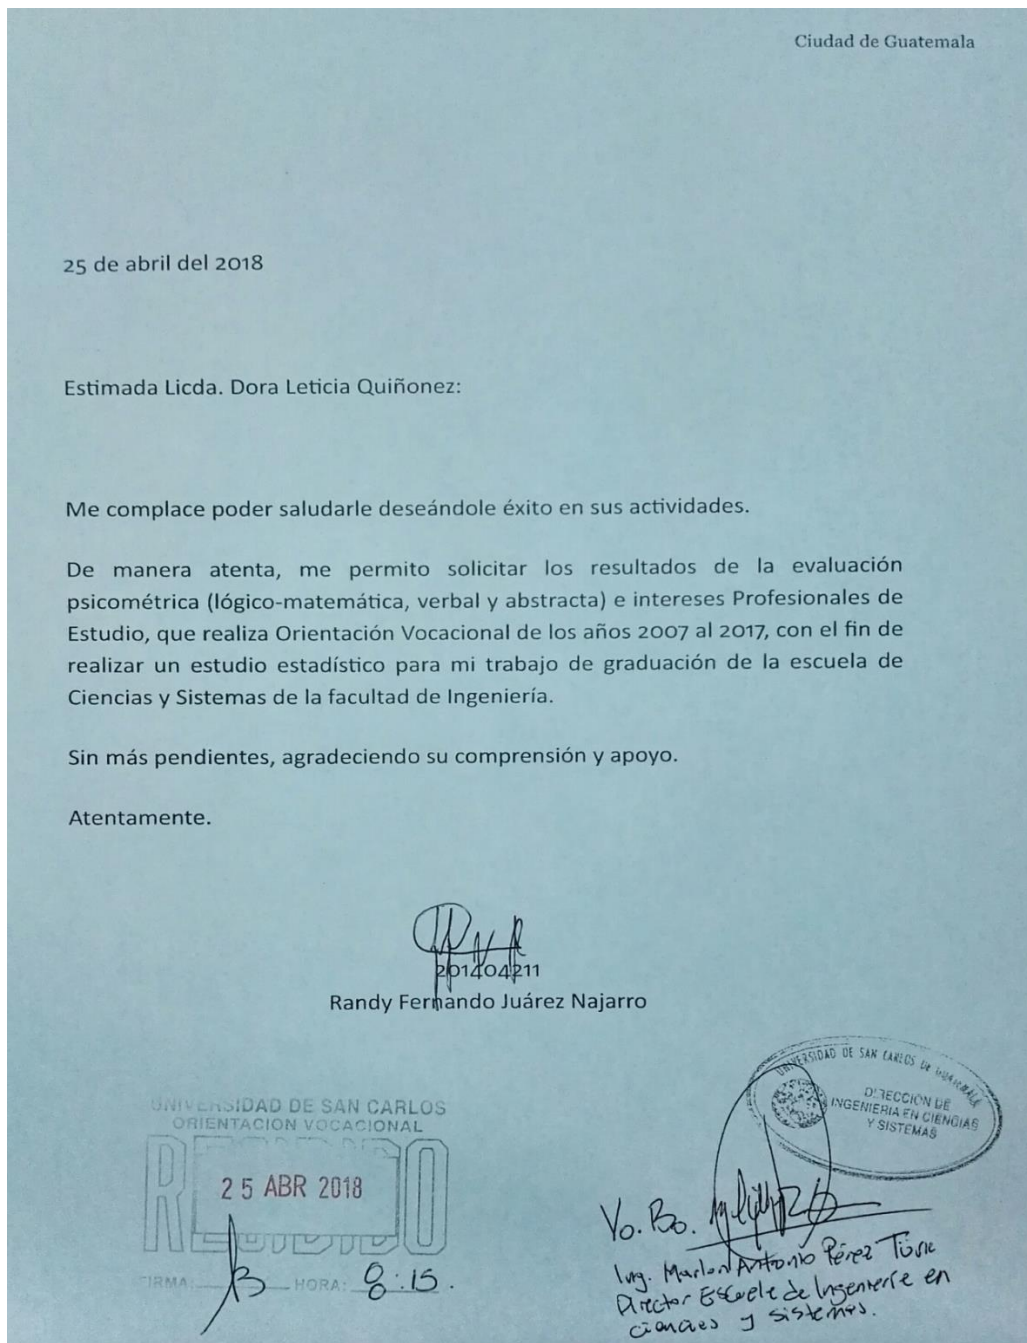 Ciudad de Guatemala
25 de abril del 2018
Estimada Licda. Dora Leticia Quiñonez:
Me complace poder saludarle deseándole éxito en sus actividades.
De manera atenta, me permito solicitar los resultados de la evaluación
psicométrica (lógico-matemática, verbal y abstracta) e intereses Profesionales de
Estudio, que realiza Orientación Vocacional de los años 2007 al 2017, con el fin de
realizar un estudio estadístico para mi trabajo de graduación de la escuela de
Ciencias y Sistemas de la facultad de Ingeniería.
Sin más pendientes, agradeciendo su comprensión y apoyo.
Atentamente.
201404211
Randy Fernando Juárez Najarro
UNIVERSIDAD DE SAN CARLOS
ORIENTACION VOCACIONAL
RECIBIDO
25 ABR 2018
FIRMA: HORA: 8:15.
UNIVERSIDAD DE SAN CARLOS DE GUATEMALA
DIRECCIÓN DE
INGENIERIA EN CIENCIAS
Y SISTEMAS
Vo. Bo.
Ing. Marlon Antonio Pérez Türk
Director Escuela de Ingeniería en
ciencias y sistemas.